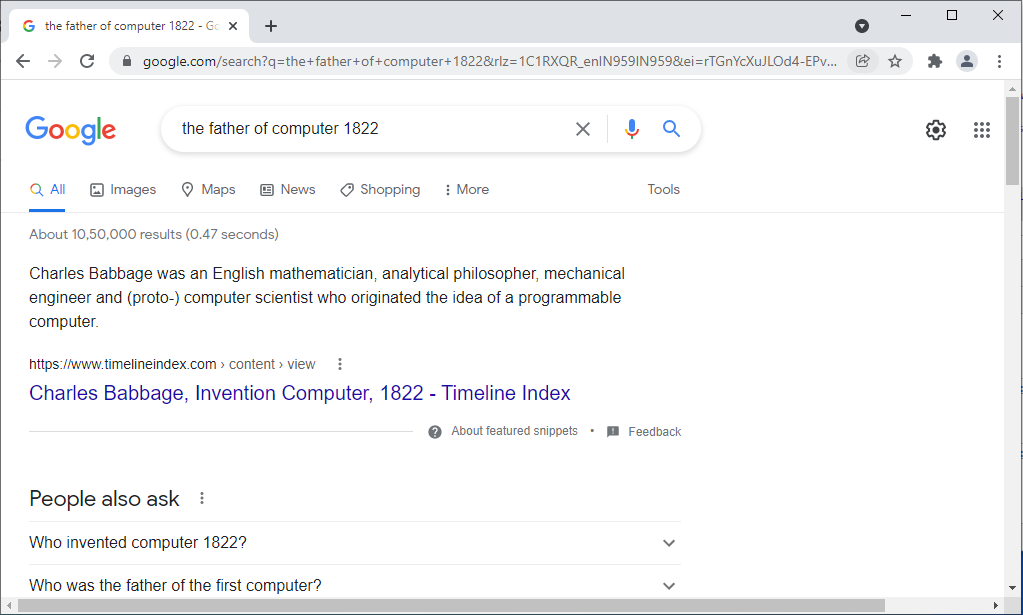 the father of computer 1822 - Go
google.com/search?q=the+father+of+computer+1822&rlz=1C1RXQR_enIN959IN959&ei=rTGnYcXuJLOd4-EPv...
Google
the father of computer 1822
All Images Maps News Shopping More Tools
About 10,50,000 results (0.47 seconds)
Charles Babbage was an English mathematician, analytical philosopher, mechanical
engineer and (proto-) computer scientist who originated the idea of a programmable
computer.
https://www.timelineindex.com › content › view
Charles Babbage, Invention Computer, 1822 - Timeline Index
About featured snippets • Feedback
People also ask
Who invented computer 1822?
Who was the father of the first computer?